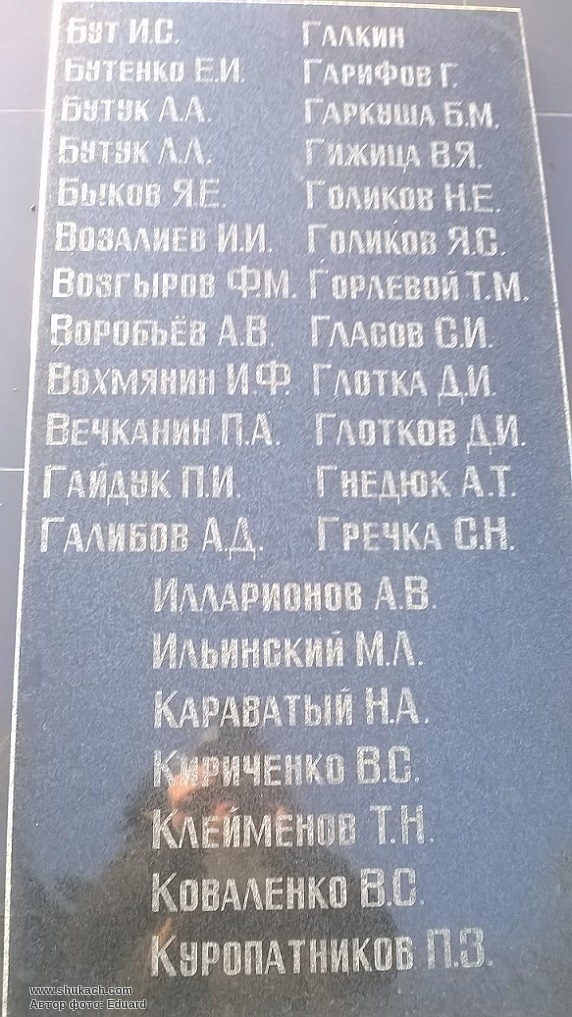 Бут И.С.
Бутенко Е.И.
Бутук А.А.
Бутук Л.Л.
Быков Я.Е.
Возалиев И.И.
Возгыров Ф.М.
Воробьёв А.В.
Вохмянин И.Ф.
Вечканин П.А.
Гайдук П.И.
Галибов А.Д.
Галкин
Гарифов Г.
Гаркуша Б.М.
Гижица В.Я.
Голиков Н.Е.
Голиков Я.С.
Горлевой Т.М.
Гласов С.И.
Глотка Д.И.
Глотков Д.И.
Гнедюк А.Т.
Гречка С.Н.
Илларионов А.В.
Ильинский М.Л.
Караватый Н.А.
Кириченко В.С.
Клейменов Т.Н.
Коваленко В.С.
Куропатников П.З.
www.shukach.com
Автор фото: Eduard